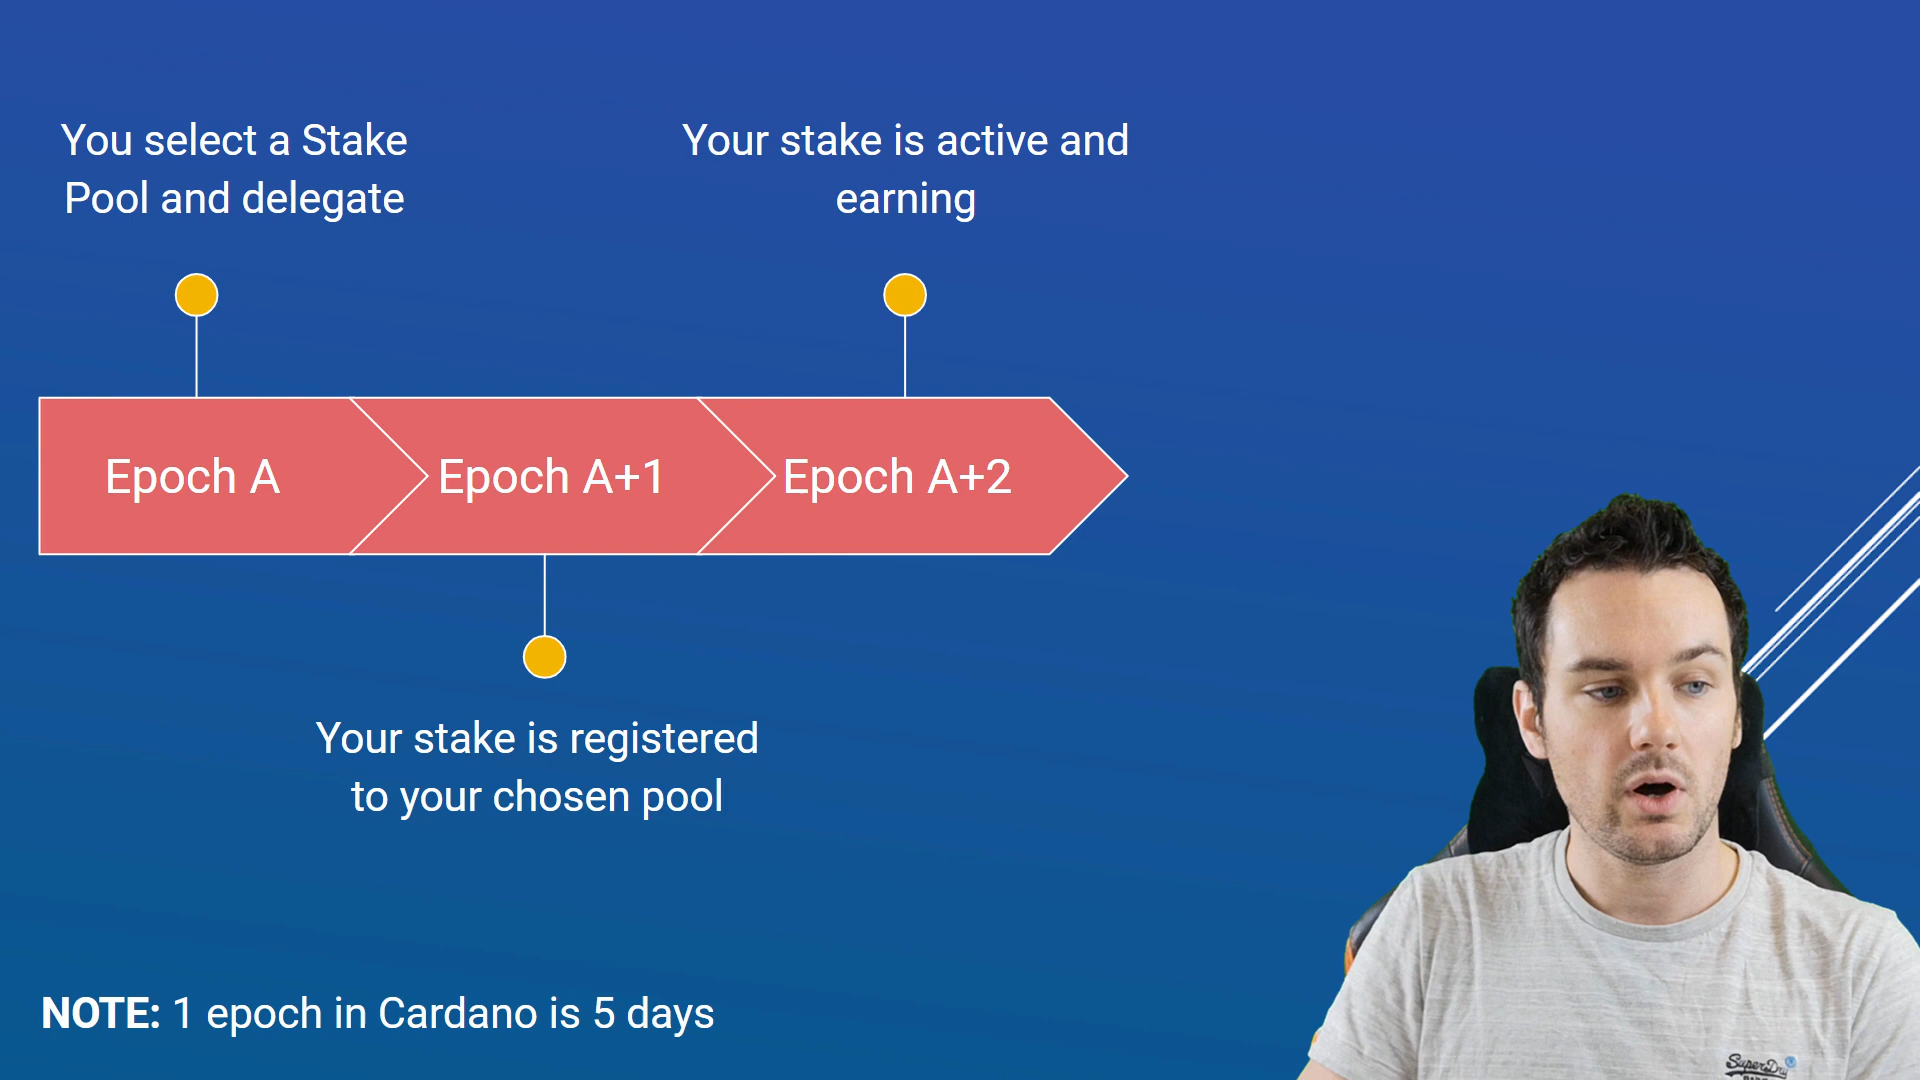 You select a Stake
Pool and delegate
Your stake is active and
earning
Epoch A
Epoch A+1
Epoch A+2
Your stake is registered
to your chosen pool
NOTE: 1 epoch in Cardano is 5 days
SuperDry